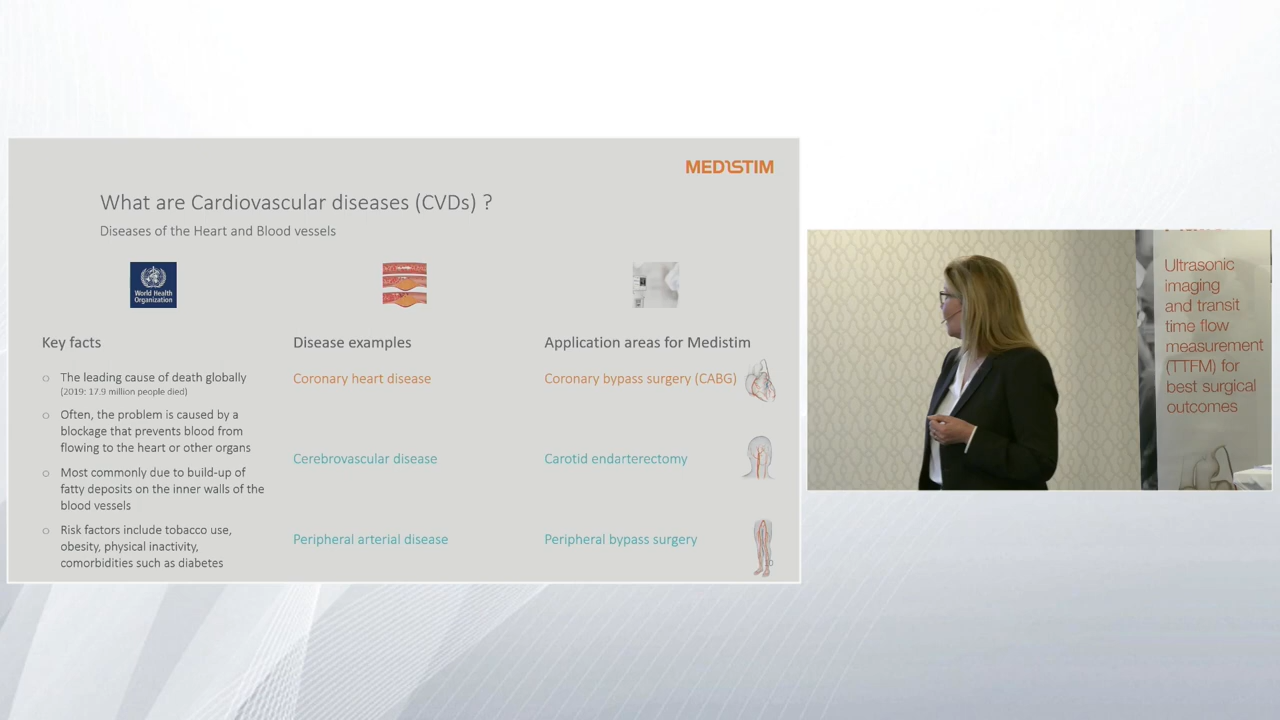 MEDISTIM
What are Cardiovascular diseases (CVDs) ?
Diseases of the Heart and Blood vessels
World Health
Organization
Key facts
○ The leading cause of death globally
(2019: 17.9 million people died)
○ Often, the problem is caused by a
blockage that prevents blood from
flowing to the heart or other organs
○ Most commonly due to build-up of
fatty deposits on the inner walls of the
blood vessels
○ Risk factors include tobacco use,
obesity, physical inactivity,
comorbidities such as diabetes
Disease examples
Coronary heart disease
Cerebrovascular disease
Peripheral arterial disease
Application areas for Medistim
Coronary bypass surgery (CABG)
Carotid endarterectomy
Peripheral bypass surgery
Ultrasonic
imaging
and transit
time flow
measurement
(TTFM) for
best surgical
outcomes